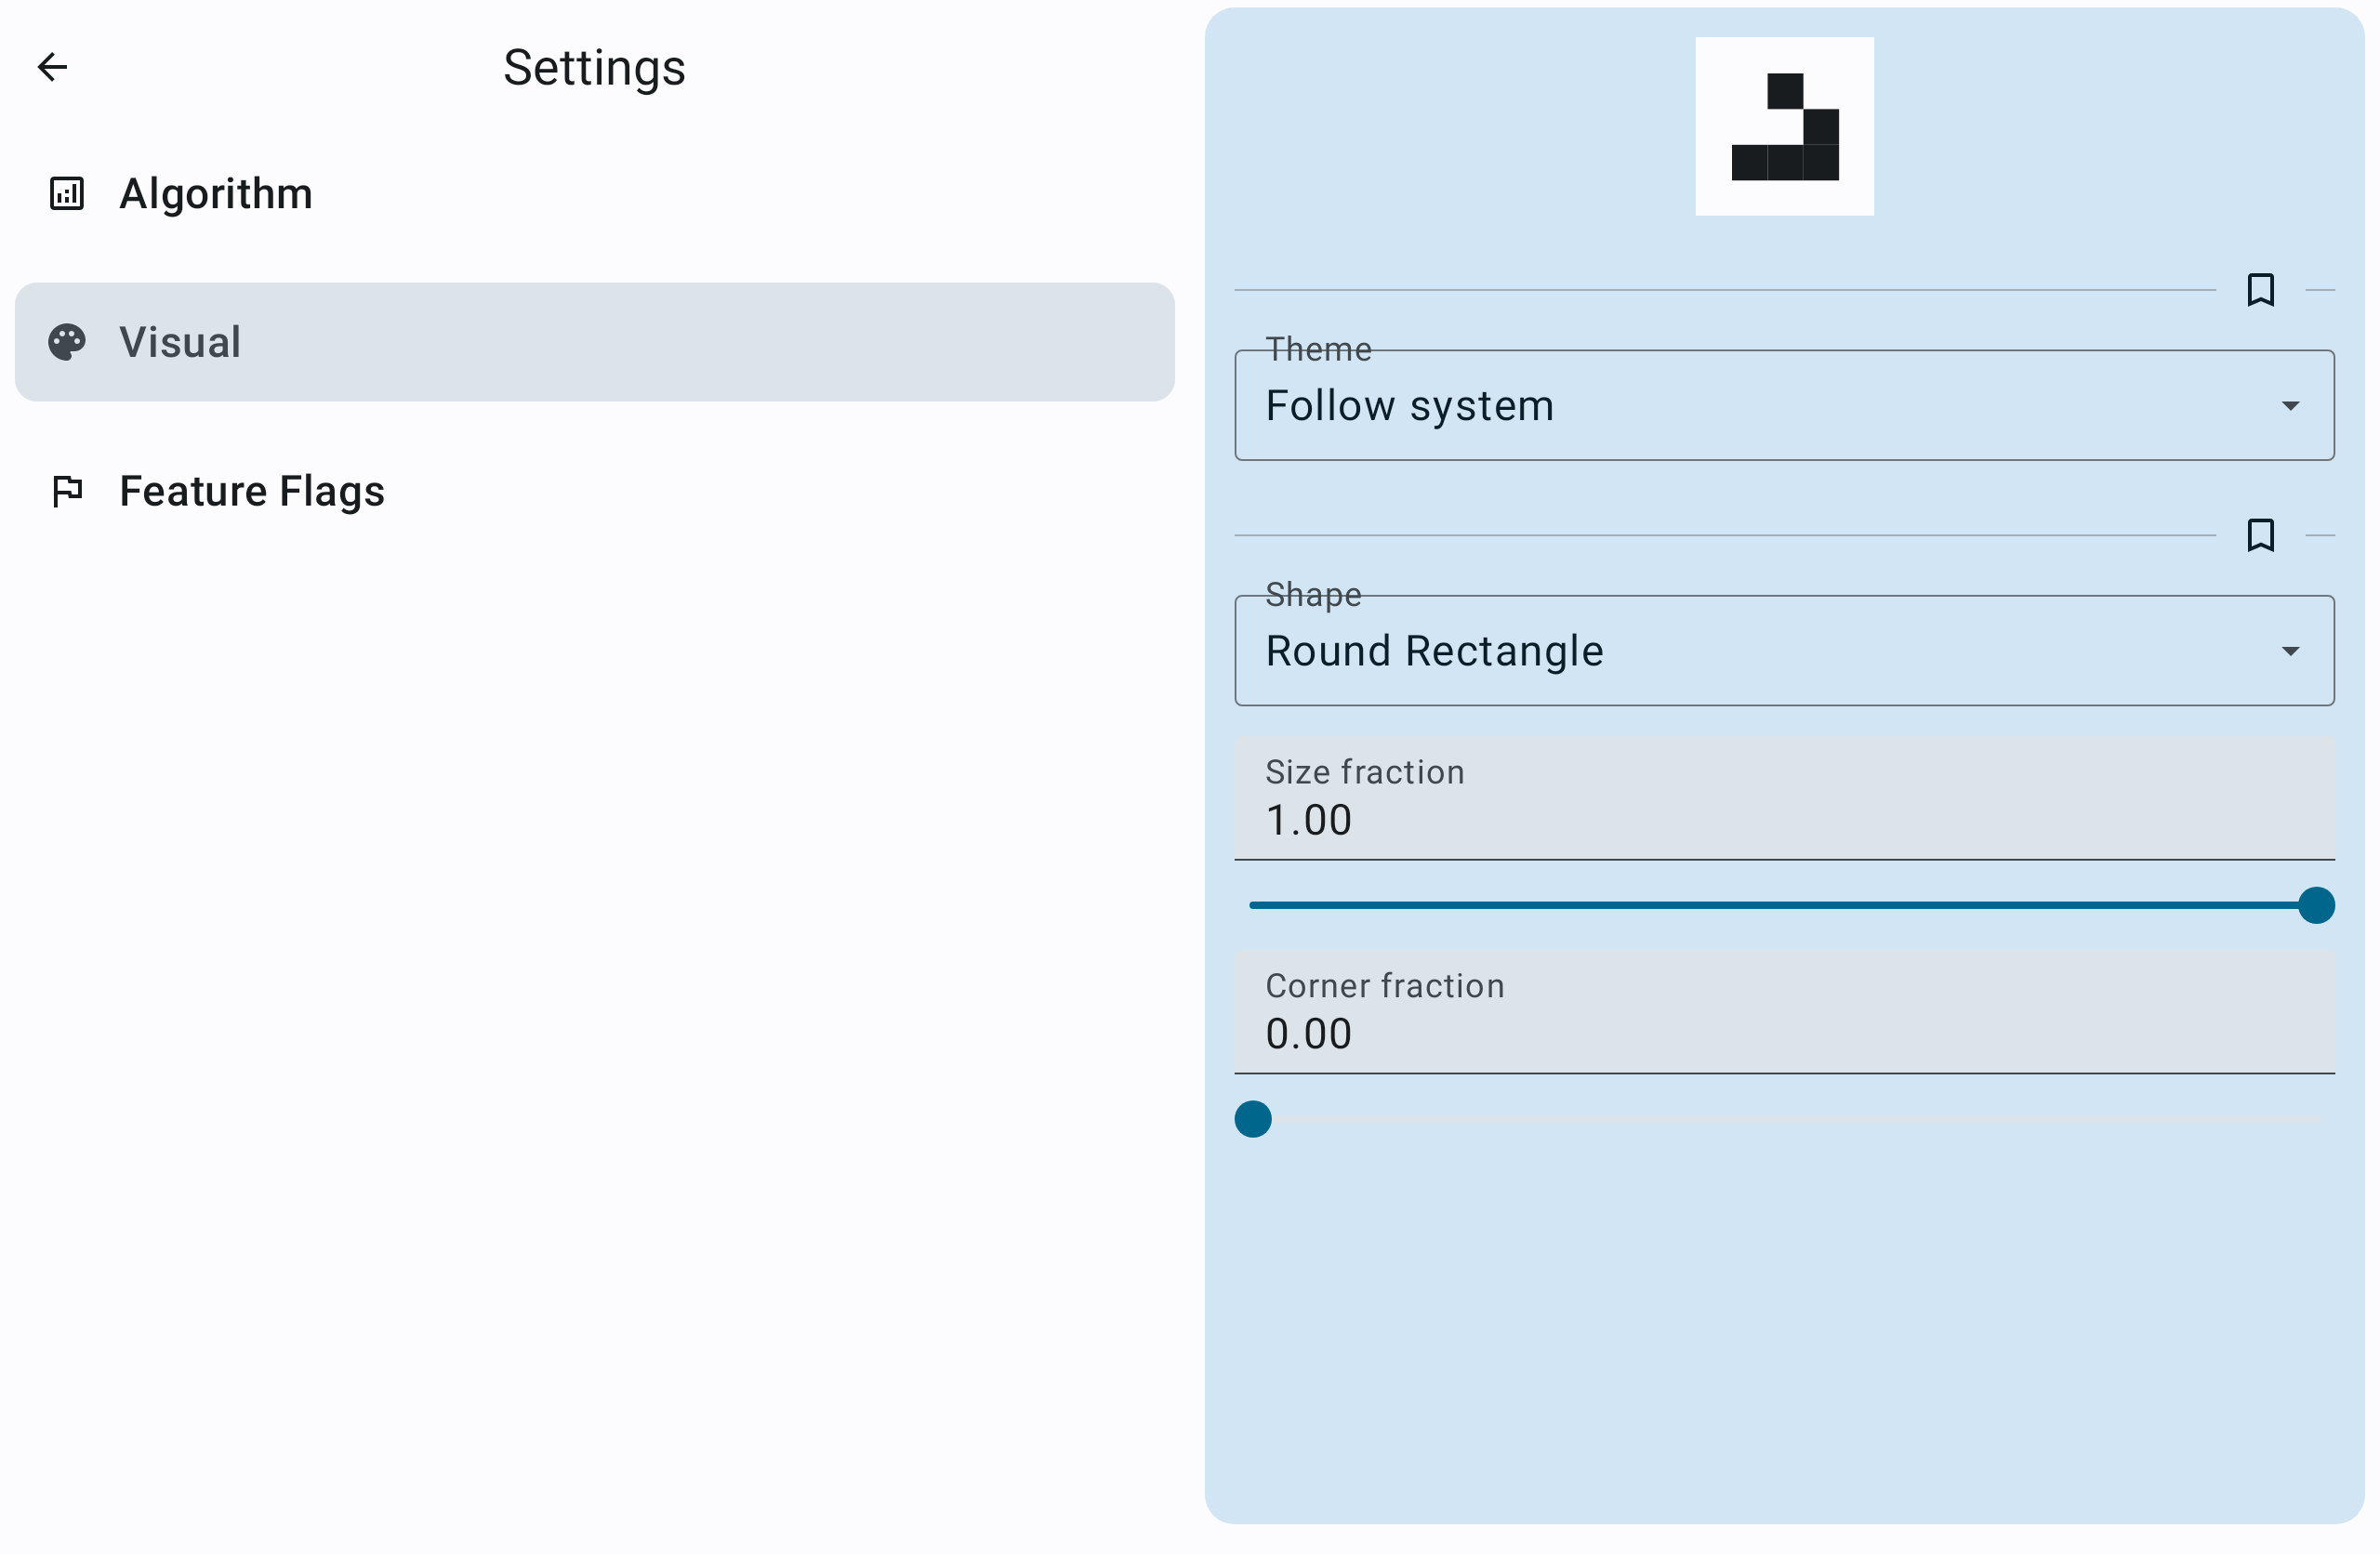 Settings
Algorithm
Visual
Feature Flags
Theme
Follow system
Shape
Round Rectangle
Size fraction
1.00
Corner fraction
0.00